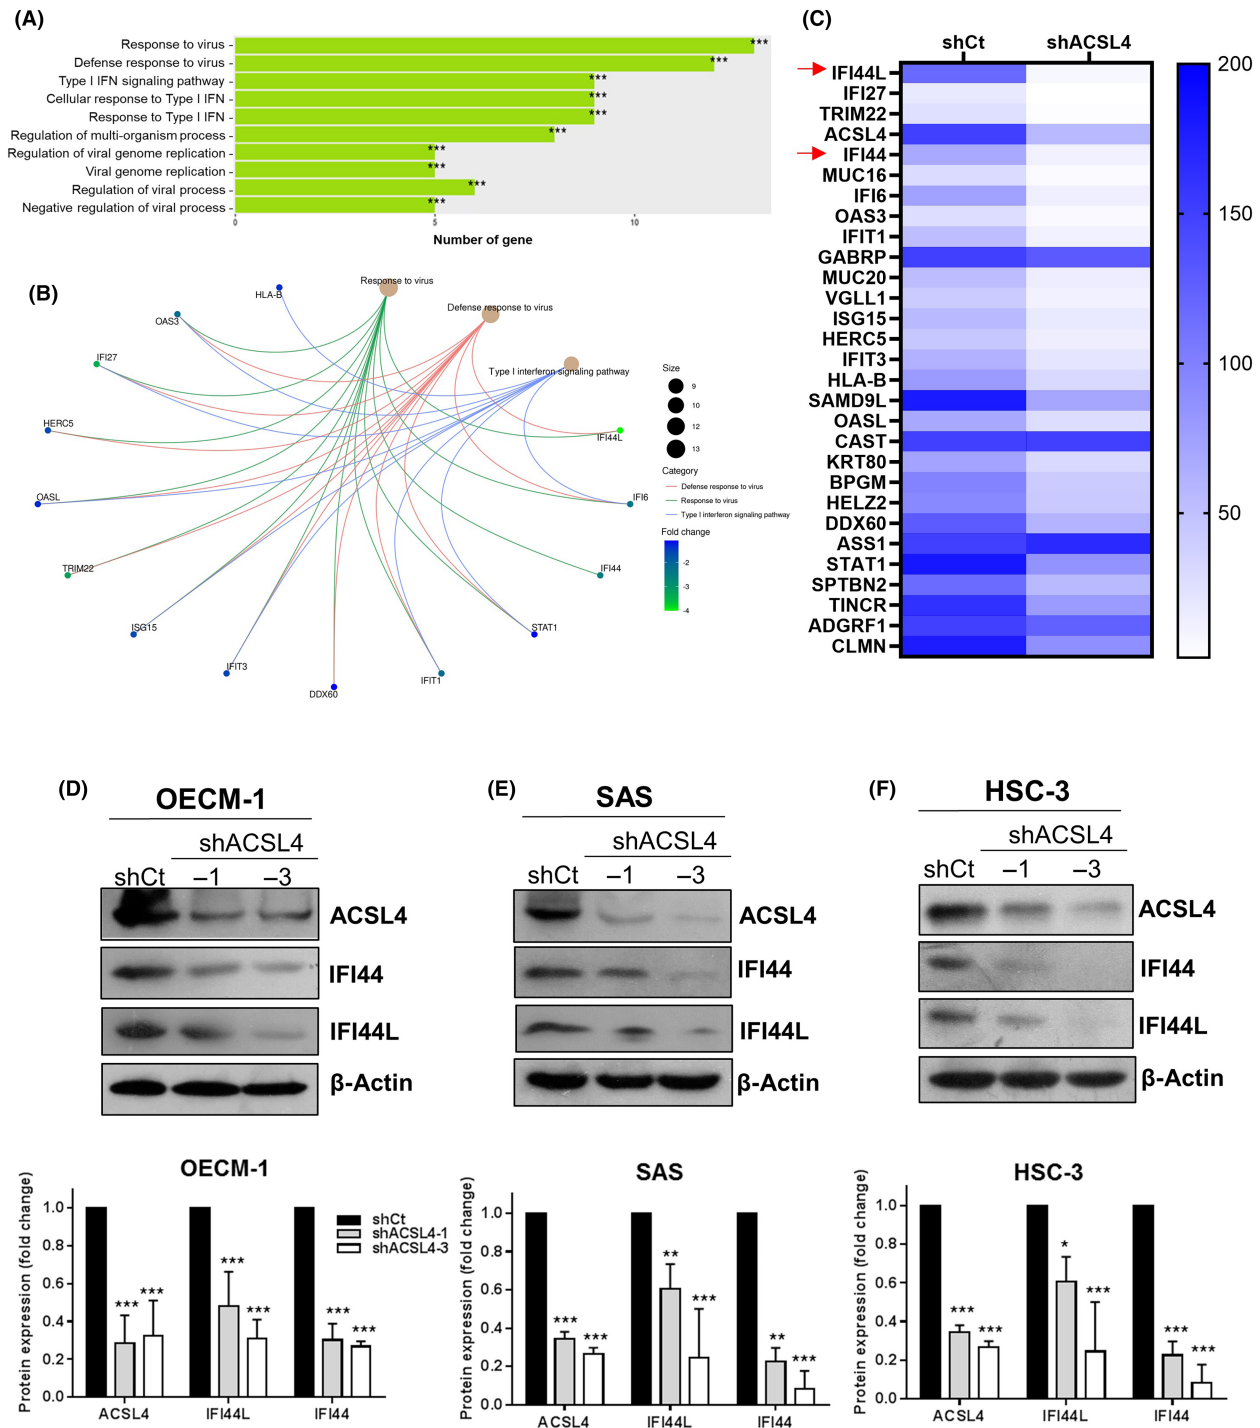 (A)
Response to virus
Defense response to virus
Type I IFN signaling pathway
Cellular response to Type I IFN
Response to Type I IFN
Regulation of multi-organism process
Regulation of viral genome replication
Viral genome replication
Regulation of viral process
Negative regulation of viral process
*** *** *** *** *** *** *** *** *** ***
0 5 10
Number of gene
(B)
Response to virus
HLA-B
Defense response to virus
OAS3
IFI27
Type I interferon signaling pathway
HERC5
IFI44L
OASL
IFI6
TRIM22
IFI44
ISG15
STAT1
IFIT3
IFIT1
DDX60
Size
9
10
12
13
Category
Defense response to virus
Response to virus
Type I interferon signaling pathway
Fold change
-2
-3
-4
(C)
shCt shACSL4
IFI44L
IFI27
TRIM22
ACSL4
IFI44
MUC16
IFI6
OAS3
IFIT1
GABRP
MUC20
VGLL1
ISG15
HERC5
IFIT3
HLA-B
SAMD9L
OASL
CAST
KRT80
BPGM
HELZ2
DDX60
ASS1
STAT1
SPTBN2
TINCR
ADGRF1
CLMN
200
150
100
50
(D)
OECM-1
shACSL4
shCt –1 –3
ACSL4
IFI44
IFI44L
β-Actin
(E)
SAS
shACSL4
shCt –1 –3
ACSL4
IFI44
IFI44L
β-Actin
(F)
HSC-3
shACSL4
shCt –1 –3
ACSL4
IFI44
IFI44L
β-Actin
OECM-1
Protein expression (fold change)
1.0
0.8
0.6
0.4
0.2
0.0
*** *** *** *** *** ***
ACSL4 IFI44L IFI44
shCt
shACSL4-1
shACSL4-3
SAS
Protein expression (fold change)
1.0
0.8
0.6
0.4
0.2
0.0
*** *** ** *** ** ***
ACSL4 IFI44L IFI44
HSC-3
Protein expression (fold change)
1.0
0.8
0.6
0.4
0.2
0.0
*** *** * *** *** ***
ACSL4 IFI44L IFI44